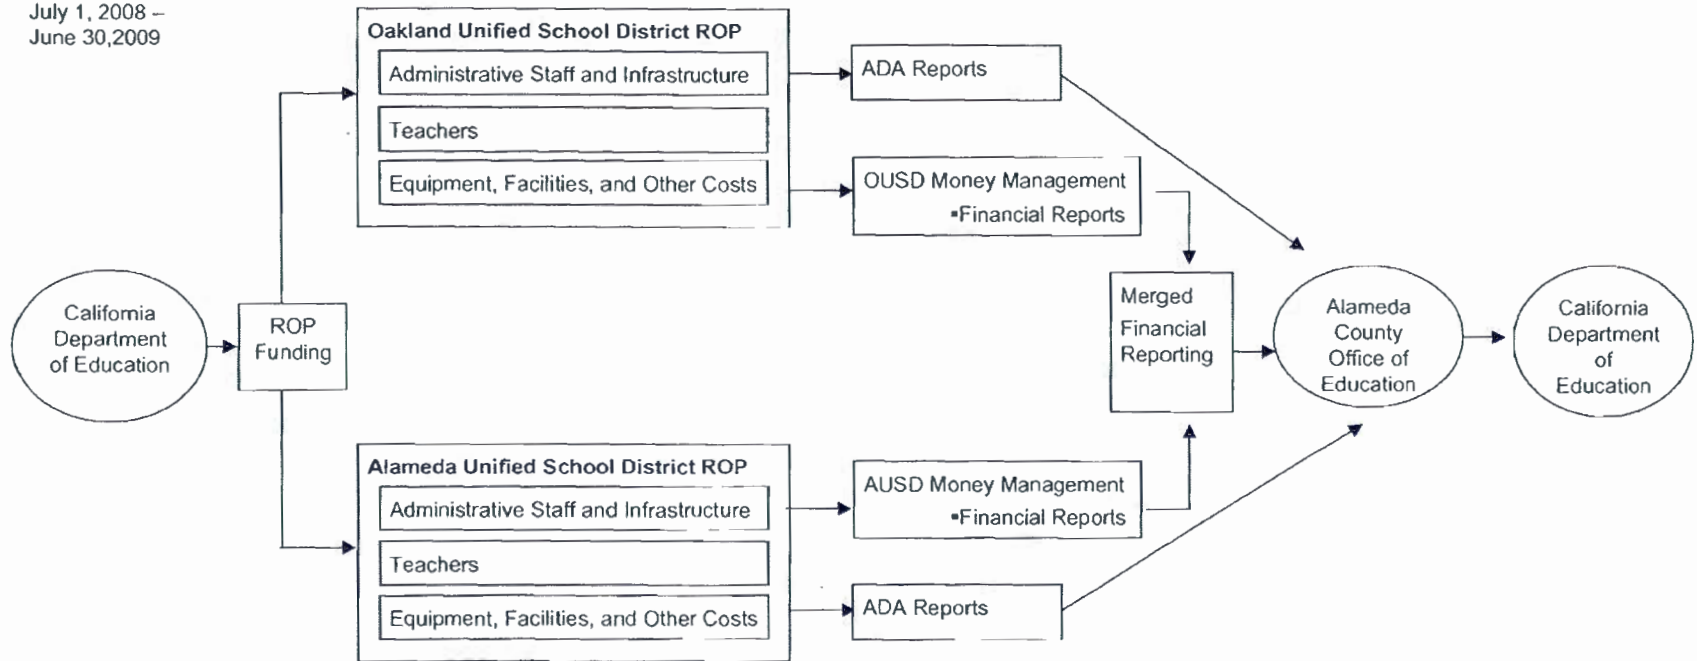 July 1, 2008 –
June 30,2009
Oakland Unified School District ROP
Administrative Staff and Infrastructure
Teachers
Equipment, Facilities, and Other Costs
ADA Reports
OUSD Money Management
▪Financial Reports
California
Department
of Education
ROP
Funding
Merged
Financial
Reporting
Alameda
County
Office of
Education
California
Department
of
Education
Alameda Unified School District ROP
Administrative Staff and Infrastructure
Teachers
Equipment, Facilities, and Other Costs
AUSD Money Management
▪Financial Reports
ADA Reports